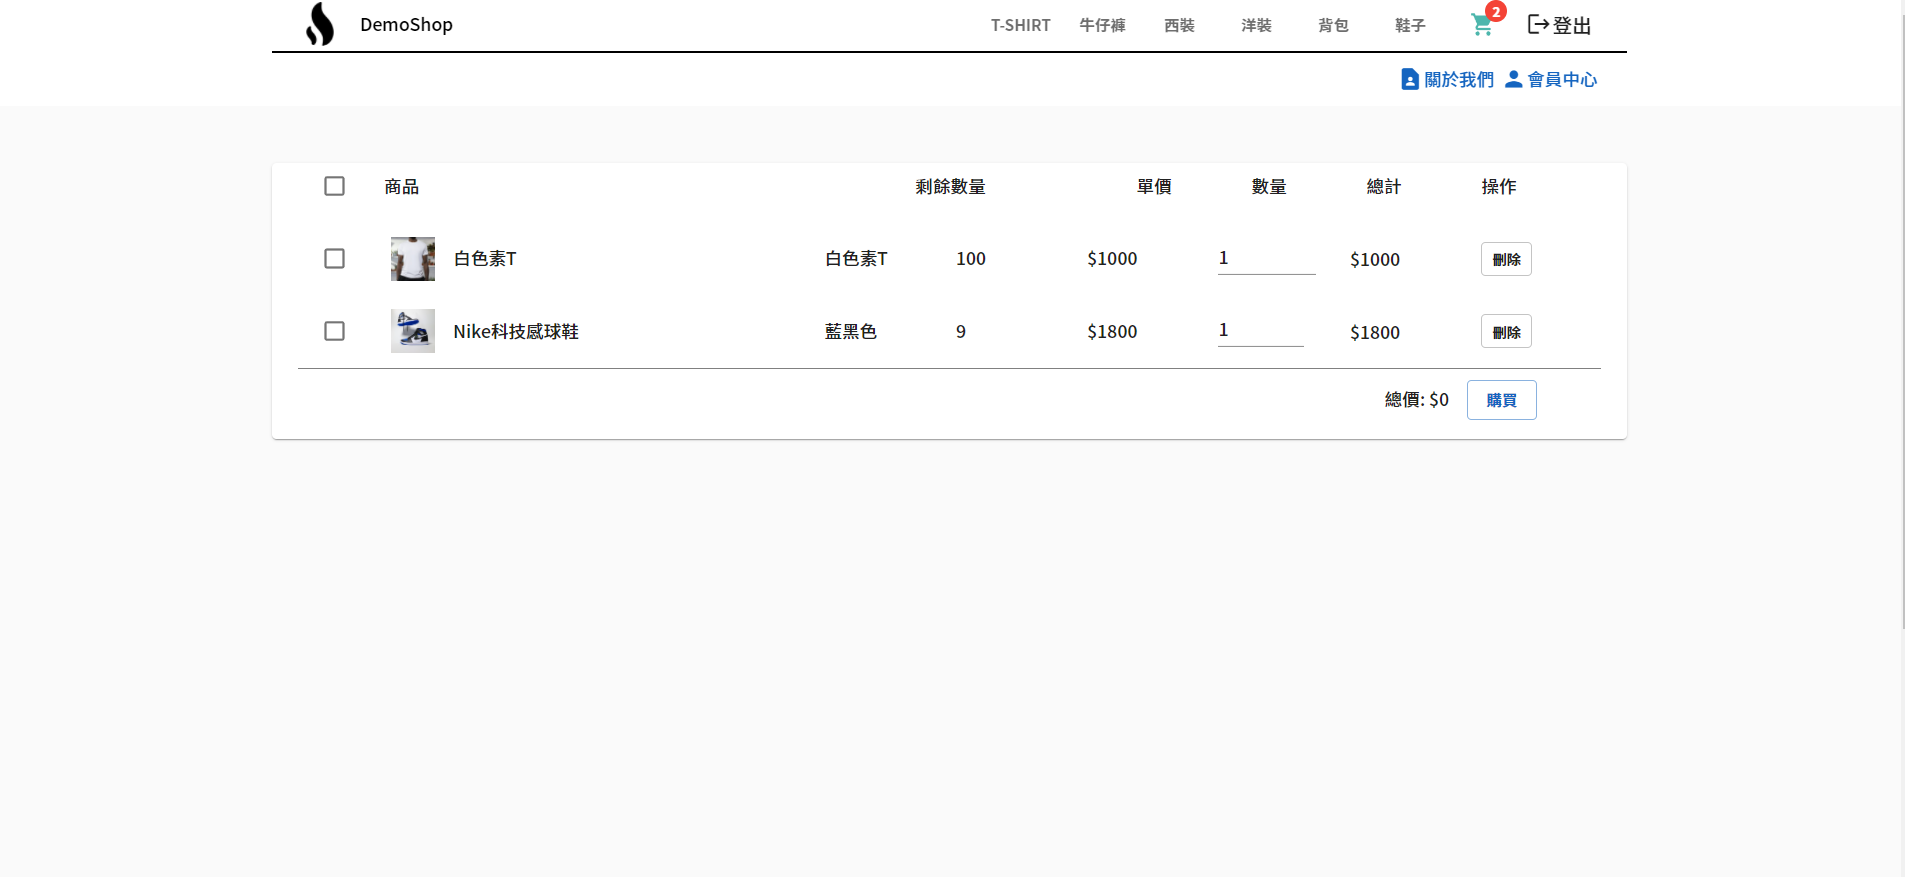 DemoShop T-SHIRT 牛仔褲 西裝 洋裝 背包 鞋子 2 登出
關於我們 會員中心
商品 剩餘數量 單價 數量 總計 操作
白色素T 白色素T 100 $1000 1 $1000 刪除
Nike科技感球鞋 藍黑色 9 $1800 1 $1800 刪除
總價: $0 購買